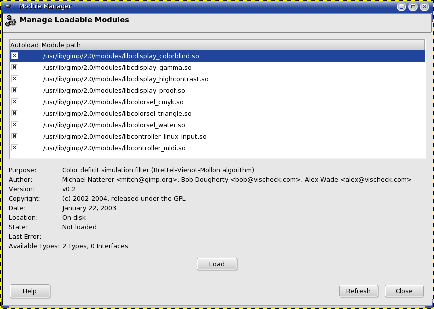 Module Manager
Manage Loadable Modules
Autoload Module path
/usr/lib/gimp/2.0/modules/libcdisplay_colorblind.so
/usr/lib/gimp/2.0/modules/libcdisplay_gamma.so
/usr/lib/gimp/2.0/modules/libcdisplay_highcontrast.so
/usr/lib/gimp/2.0/modules/libcdisplay_proof.so
/usr/lib/gimp/2.0/modules/libcolorsel_cmyk.so
/usr/lib/gimp/2.0/modules/libcolorsel_triangle.so
/usr/lib/gimp/2.0/modules/libcolorsel_water.so
/usr/lib/gimp/2.0/modules/libcontroller_linux_input.so
/usr/lib/gimp/2.0/modules/libcontroller_midi.so
Purpose: Color deficit simulation filter (Brettel-Vienot-Mollon algorithm)
Author: Michael Natterer <mitch@gimp.org>, Bob Dougherty <bob@vischeck.com>, Alex Wade <alex@vischeck.com>
Version: v0.2
Copyright: (c) 2002-2004, released under the GPL
Date: January 22, 2003
Location: On disk
State: Not loaded
Last Error:
Available Types: 2 Types, 0 Interfaces
Load
Help Refresh Close